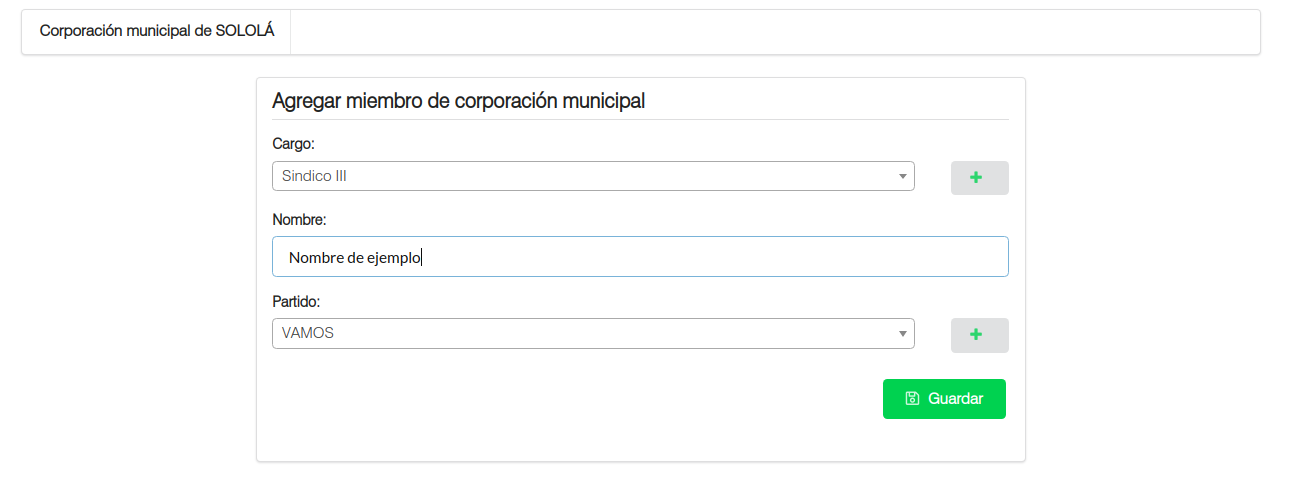 Corporación municipal de SOLOLÁ
Agregar miembro de corporación municipal
Cargo:
Sindico III
Nombre:
Nombre de ejemplo
Partido:
VAMOS
Guardar